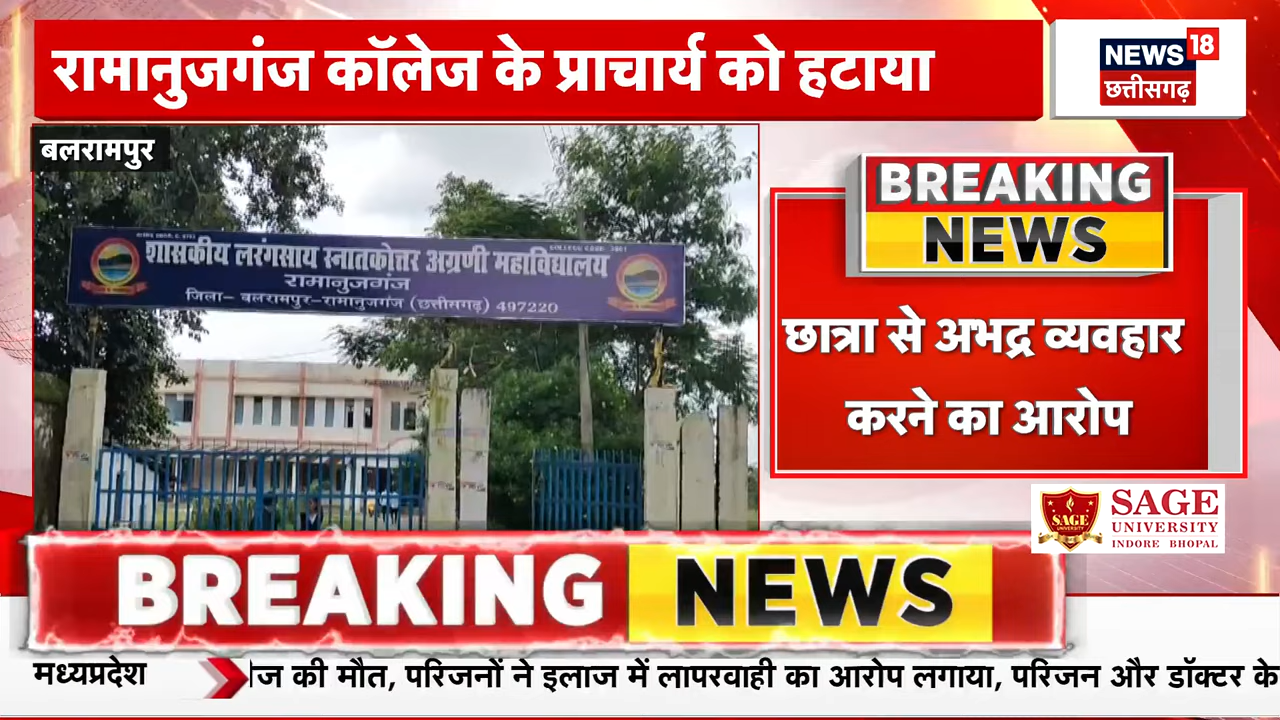 रामानुजगंज कॉलेज के प्राचार्य को हटाया
NEWS 18
छत्तीसगढ़
बलरामपुर
शासकीय लरंगसाय स्नातकोत्तर अग्रणी महाविधालय
रामानुजगंज
जिला- बलरामपुर-रामानुजगंज (छत्तीसगढ़) 497220
BREAKING
NEWS
छात्रा से अभद्र व्यवहार
करने का आरोप
SAGE
SAGE
UNIVERSITY
INDORE BHOPAL
BREAKING NEWS
मध्यप्रदेश
की मौत, परिजनों ने इलाज में लापरवाही का आरोप लगाया, परिजन और डॉक्टर के